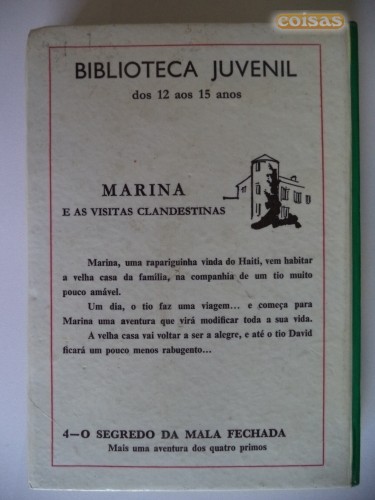 coisas
BIBLIOTECA JUVENIL
dos 12 aos 15 anos
MARINA
E AS VISITAS CLANDESTINAS
Marina, uma rapariguinha vinda do Haiti, vem habitar
a velha casa da família, na companhia de um tio muito
pouco amável.
Um dia, o tio faz uma viagem... e começa para
Marina uma aventura que virá modificar toda a sua vida.
A velha casa vai voltar a ser a alegre, e até o tio David
ficará um pouco menos rabugento...
4—O SEGREDO DA MALA FECHADA
Mais uma aventura dos quatro primos